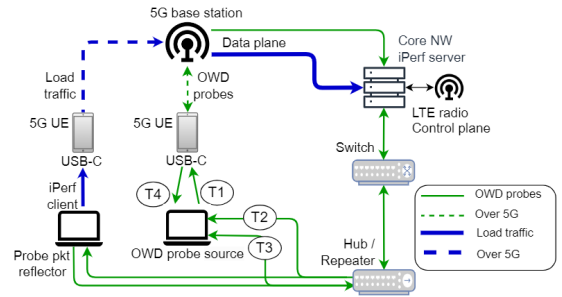 5G base station
Data plane
Core NW
iPerf server
Load
traffic
OWD
probes
LTE radio
Control plane
5G UE
5G UE
USB-C
USB-C
Switch
iPerf
client
T4
T1
T2
T3
OWD probes
Over 5G
Load traffic
Over 5G
Probe pkt
reflector
OWD probe source
Hub /
Repeater